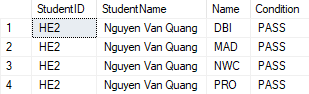 StudentID StudentName Name Condition
1 HE2 Nguyen Van Quang DBI PASS
2 HE2 Nguyen Van Quang MAD PASS
3 HE2 Nguyen Van Quang NWC PASS
4 HE2 Nguyen Van Quang PRO PASS